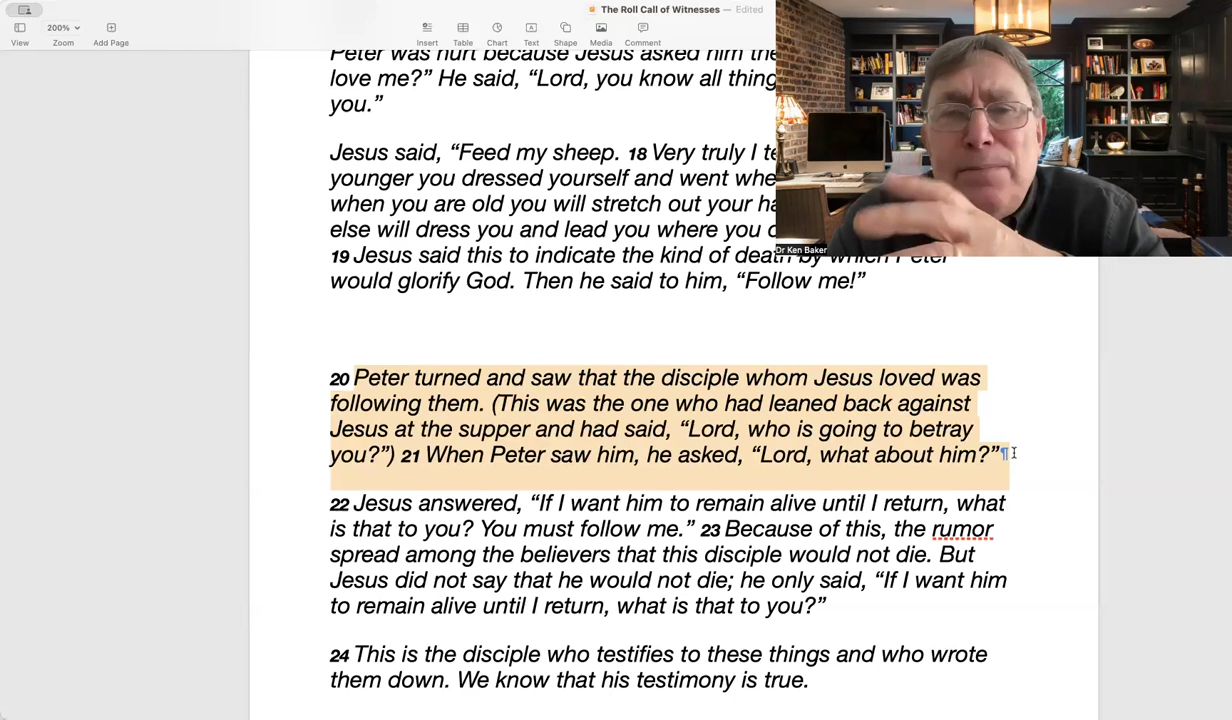 The Roll Call of Witnesses — Edited
200%
View
Zoom
Add Page
Insert
Table
Chart
Text
Shape
Media
Comment
Peter was hurt because Jesus asked him the
love me?” He said, “Lord, you know all thing
you.”
Jesus said, “Feed my sheep. 18 Very truly I te
younger you dressed yourself and went whe
when you are old you will stretch out your ha
else will dress you and lead you where you
19 Jesus said this to indicate the kind of death by which Peter
would glorify God. Then he said to him, “Follow me!”
20 Peter turned and saw that the disciple whom Jesus loved was
following them. (This was the one who had leaned back against
Jesus at the supper and had said, “Lord, who is going to betray
you?”) 21 When Peter saw him, he asked, “Lord, what about him?”¶
22 Jesus answered, “If I want him to remain alive until I return, what
is that to you? You must follow me.” 23 Because of this, the rumor
spread among the believers that this disciple would not die. But
Jesus did not say that he would not die; he only said, “If I want him
to remain alive until I return, what is that to you?”
24 This is the disciple who testifies to these things and who wrote
them down. We know that his testimony is true.
Dr Ken Baker